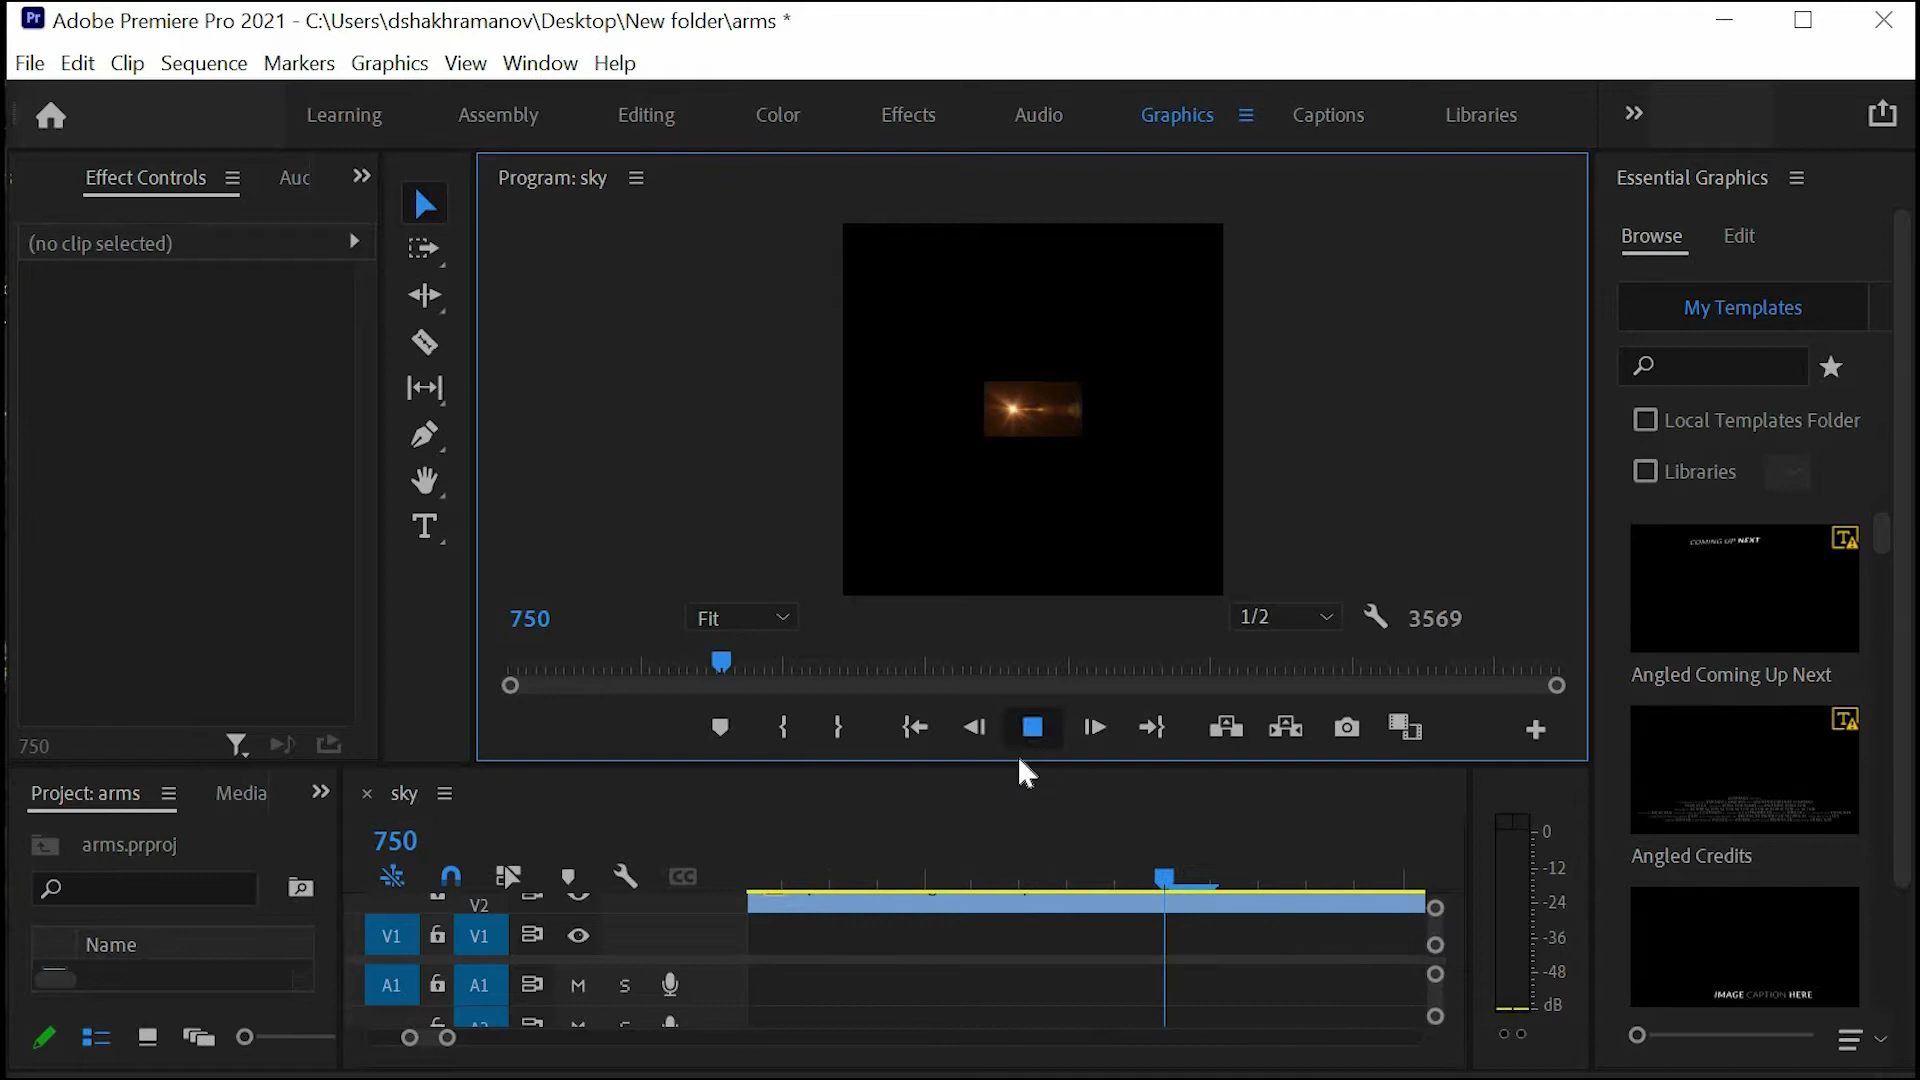 Pr Adobe Premiere Pro 2021 - C:\Users\dshakhramanov\Desktop\New folder\arms *
File Edit Clip Sequence Markers Graphics View Window Help
Learning Assembly Editing Color Effects Audio Graphics Captions Libraries
Effect Controls Auc
(no clip selected)
750
Program: sky
750 Fit 1/2 3569
Essential Graphics
Browse Edit
My Templates
Local Templates Folder
Libraries
COMING UP NEXT
Angled Coming Up Next
Angled Credits
IMAGE CAPTION HERE
Project: arms Media
arms.prproj
Name
× sky
750
CC
V2
V1 V1
A1 A1 M S
0
-12
-24
-36
-48
dB